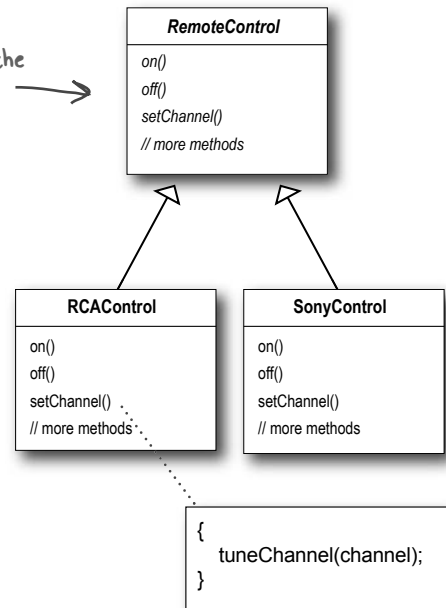 RemoteControl
the
on()
off()
setChannel()
// more methods
RCAControl
on()
off()
setChannel()
// more methods
SonyControl
on()
off()
setChannel()
// more methods
{
tuneChannel(channel);
}